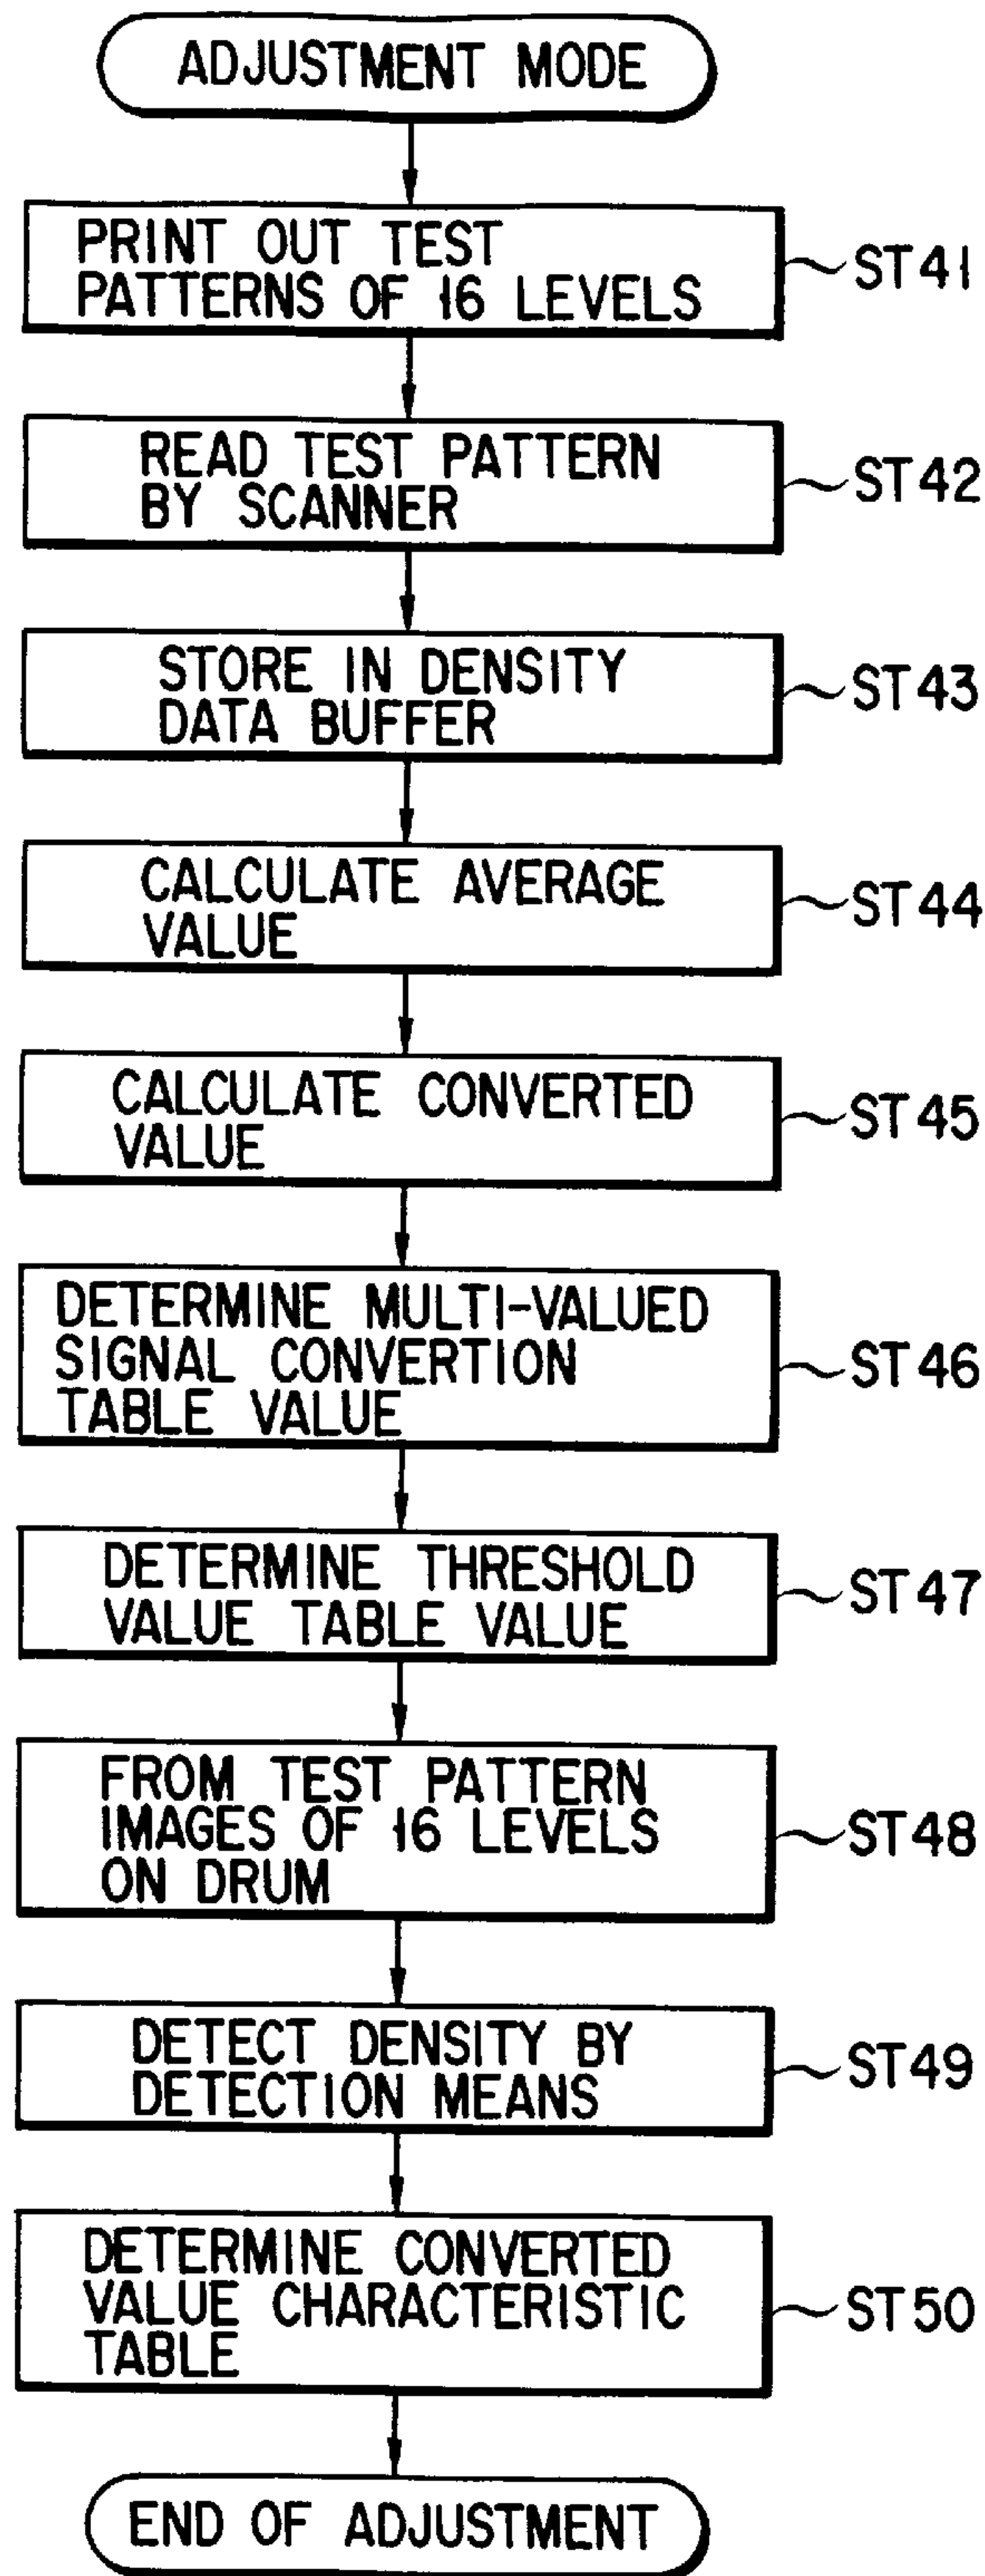 ADJUSTMENT MODE
PRINT OUT TEST
PATTERNS OF 16 LEVELS
ST41
READ TEST PATTERN
BY SCANNER
ST42
STORE IN DENSITY
DATA BUFFER
ST43
CALCULATE AVERAGE
VALUE
ST44
CALCULATE CONVERTED
VALUE
ST45
DETERMINE MULTI-VALUED
SIGNAL CONVERTION
TABLE VALUE
ST46
DETERMINE THRESHOLD
VALUE TABLE VALUE
ST47
FROM TEST PATTERN
IMAGES OF 16 LEVELS
ON DRUM
ST48
DETECT DENSITY BY
DETECTION MEANS
ST49
DETERMINE CONVERTED
VALUE CHARACTERISTIC
TABLE
ST50
END OF ADJUSTMENT